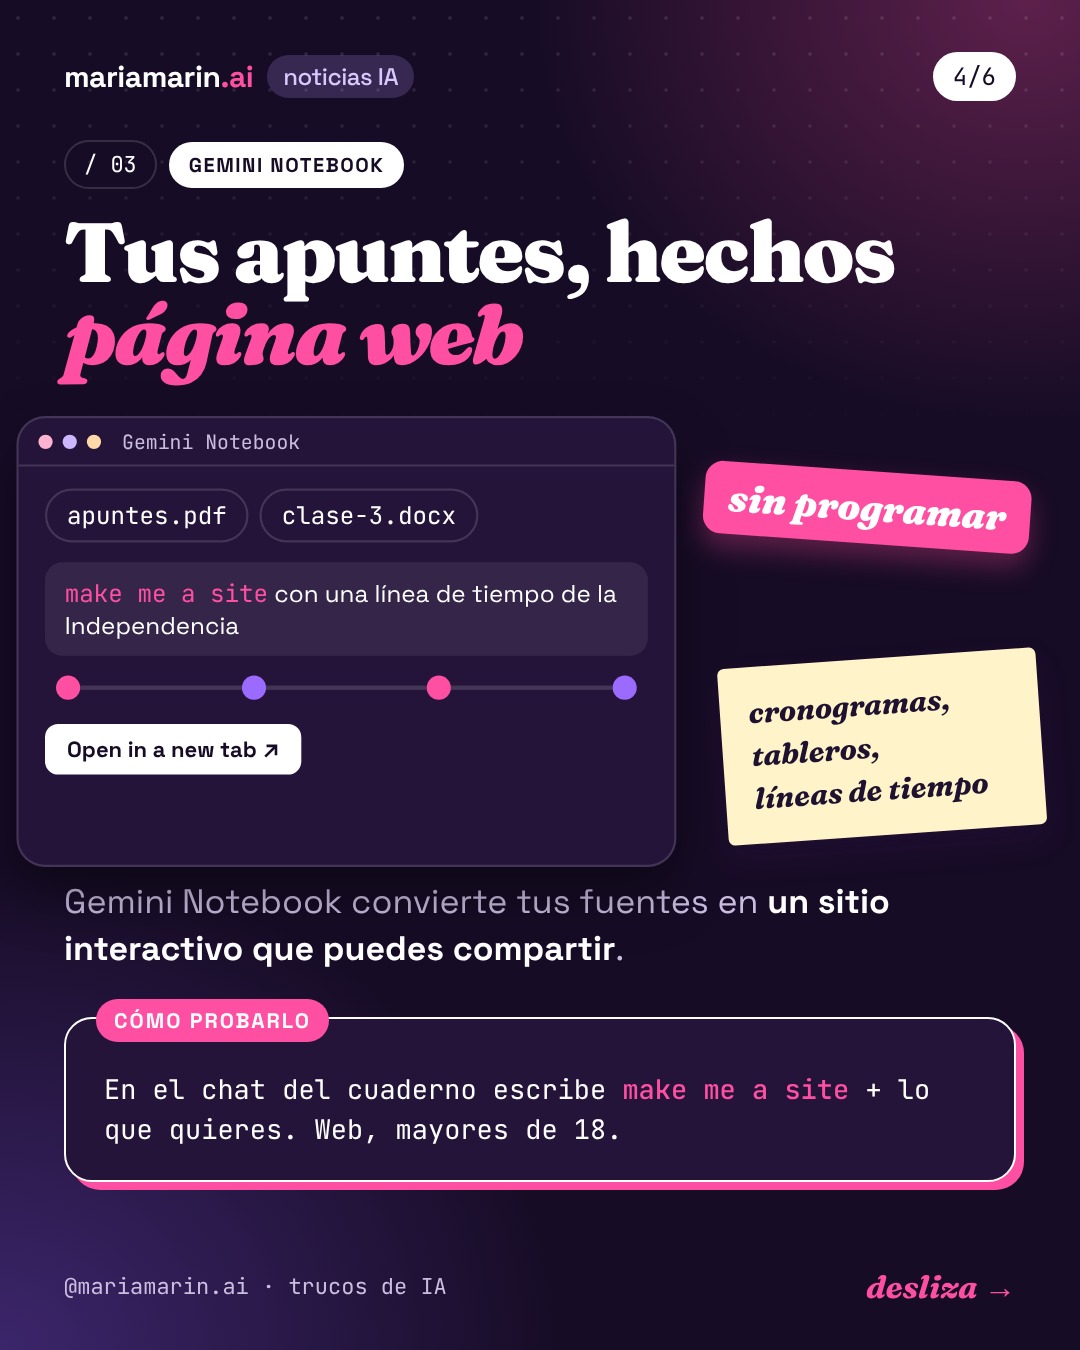 mariamarin.ai noticias IA
4/6
/ 03 GEMINI NOTEBOOK
Tus apuntes, hechos
página web
Gemini Notebook
apuntes.pdf clase-3.docx
make me a site con una línea de tiempo de la
Independencia
Open in a new tab ↗
sin programar
cronogramas,
tableros,
líneas de tiempo
Gemini Notebook convierte tus fuentes en un sitio
interactivo que puedes compartir.
CÓMO PROBARLO
En el chat del cuaderno escribe make me a site + lo
que quieres. Web, mayores de 18.
@mariamarin.ai · trucos de IA
desliza →